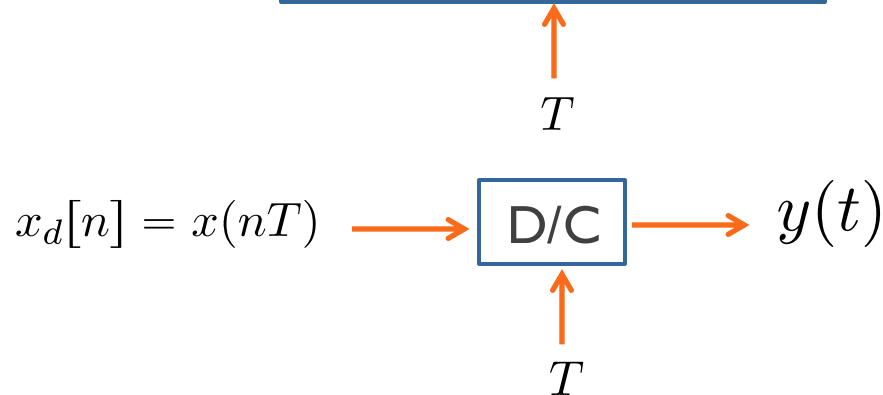 T
x_d[n] = x(nT) D/C y(t)
T